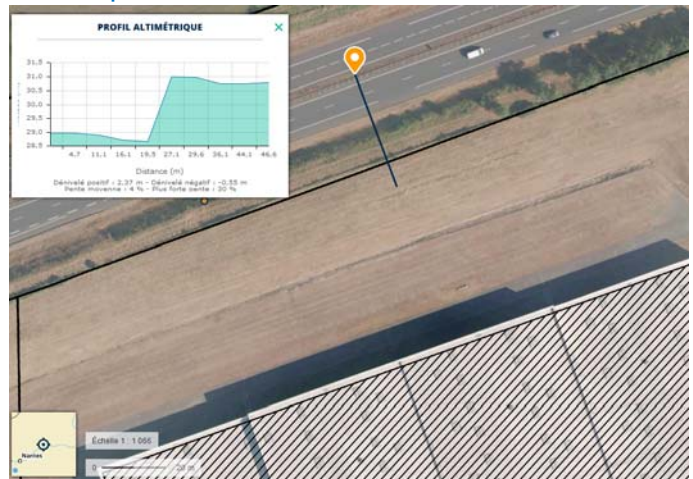 PROFIL ALTIMÉTRIQUE ×
31.5
31.0
30.5
30.0
29.5
29.0
28.5
4.7 11.1 16.1 19.5 27.1 29.6 36.1 44.1 46.6
Distance (m)
Dénivelé positif : 2,37 m - Dénivelé négatif : -0,55 m
Pente moyenne : 4 % - Plus forte pente : 30 %
Nantes
Échelle 1 : 1 066
0 20 m